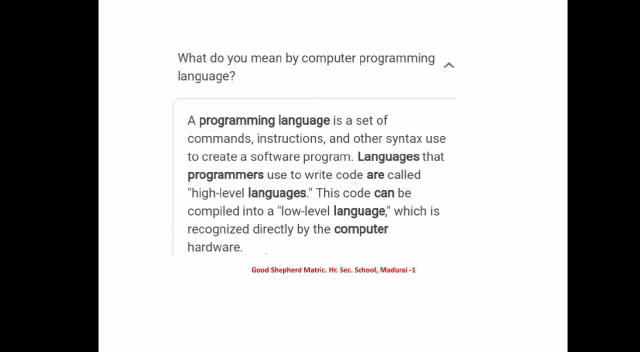 What do you mean by computer programming
language?
A programming language is a set of
commands, instructions, and other syntax use
to create a software program. Languages that
programmers use to write code are called
"high-level languages." This code can be
compiled into a "low-level language," which is
recognized directly by the computer
hardware.
Good Shepherd Matric. Hr. Sec. School, Madurai -1